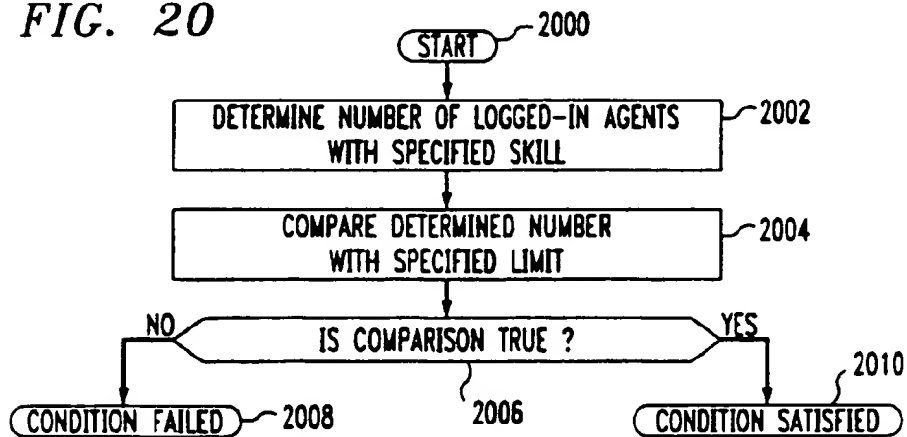 FIG. 20
START
2000
DETERMINE NUMBER OF LOGGED-IN AGENTS
WITH SPECIFIED SKILL
2002
COMPARE DETERMINED NUMBER
WITH SPECIFIED LIMIT
2004
NO
IS COMPARISON TRUE ?
YES
2006
CONDITION FAILED
2008
CONDITION SATISFIED
2010